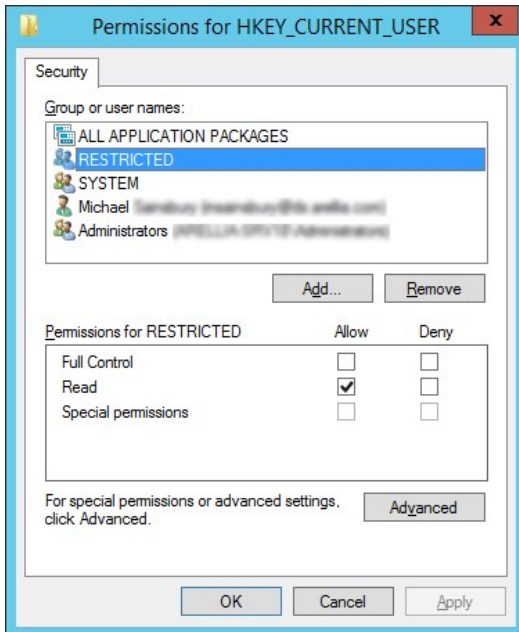 Permissions for HKEY_CURRENT_USER
x
Security
Group or user names:
ALL APPLICATION PACKAGES
RESTRICTED
SYSTEM
Michael
Administrators
Add...
Remove
Permissions for RESTRICTED Allow Deny
Full Control
Read
Special permissions
For special permissions or advanced settings,
click Advanced.
Advanced
OK Cancel Apply